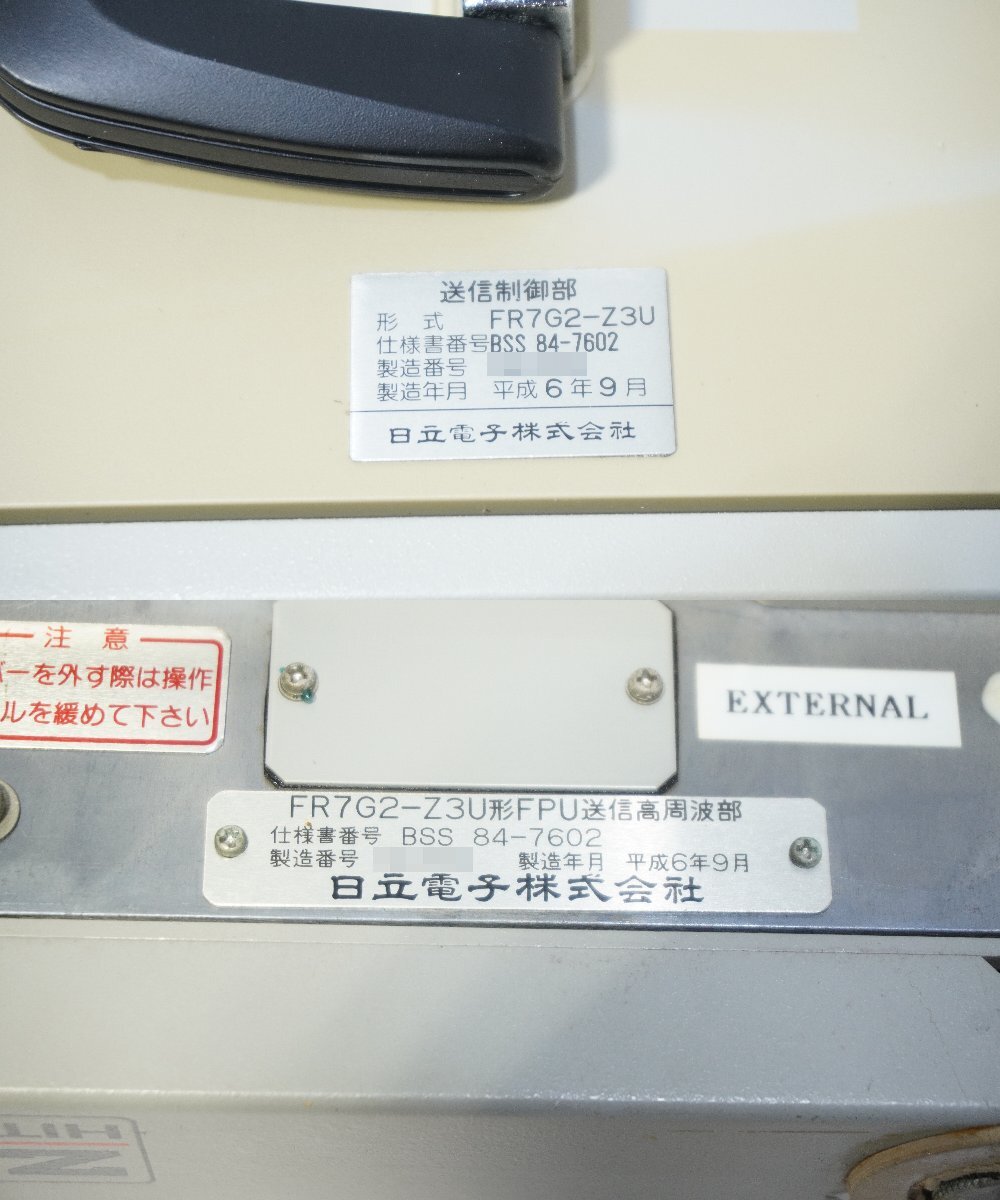 送信制御部
形 式 FR7G2-Z3U
仕様書番号BSS 84-7602
製造番号
製造年月 平成6年9月
日立電子株式会社
注 意
バーを外す際は操作
ルを緩めて下さい
EXTERNAL
FR7G2-Z3U形FPU送信高周波部
仕様書番号 BSS 84-7602
製造番号 製造年月 平成6年9月
日立電子株式会社